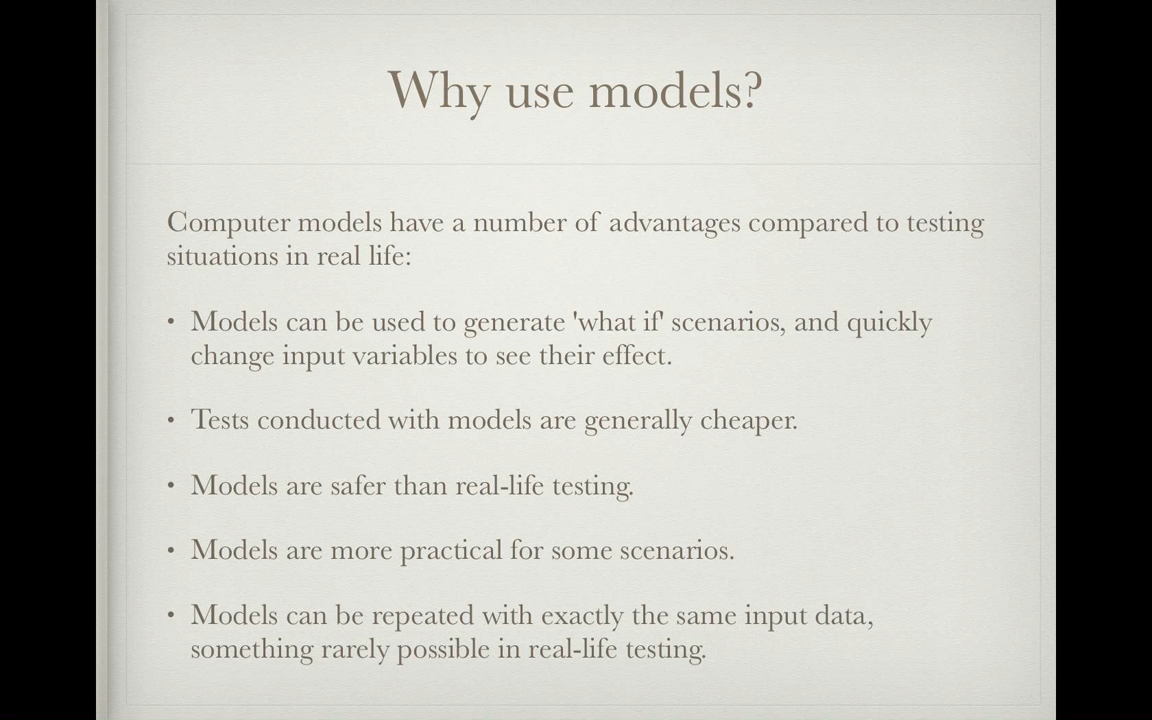 Why use models?
Computer models have a number of advantages compared to testing
situations in real life:
• Models can be used to generate 'what if' scenarios, and quickly
change input variables to see their effect.
• Tests conducted with models are generally cheaper.
• Models are safer than real-life testing.
• Models are more practical for some scenarios.
• Models can be repeated with exactly the same input data,
something rarely possible in real-life testing.